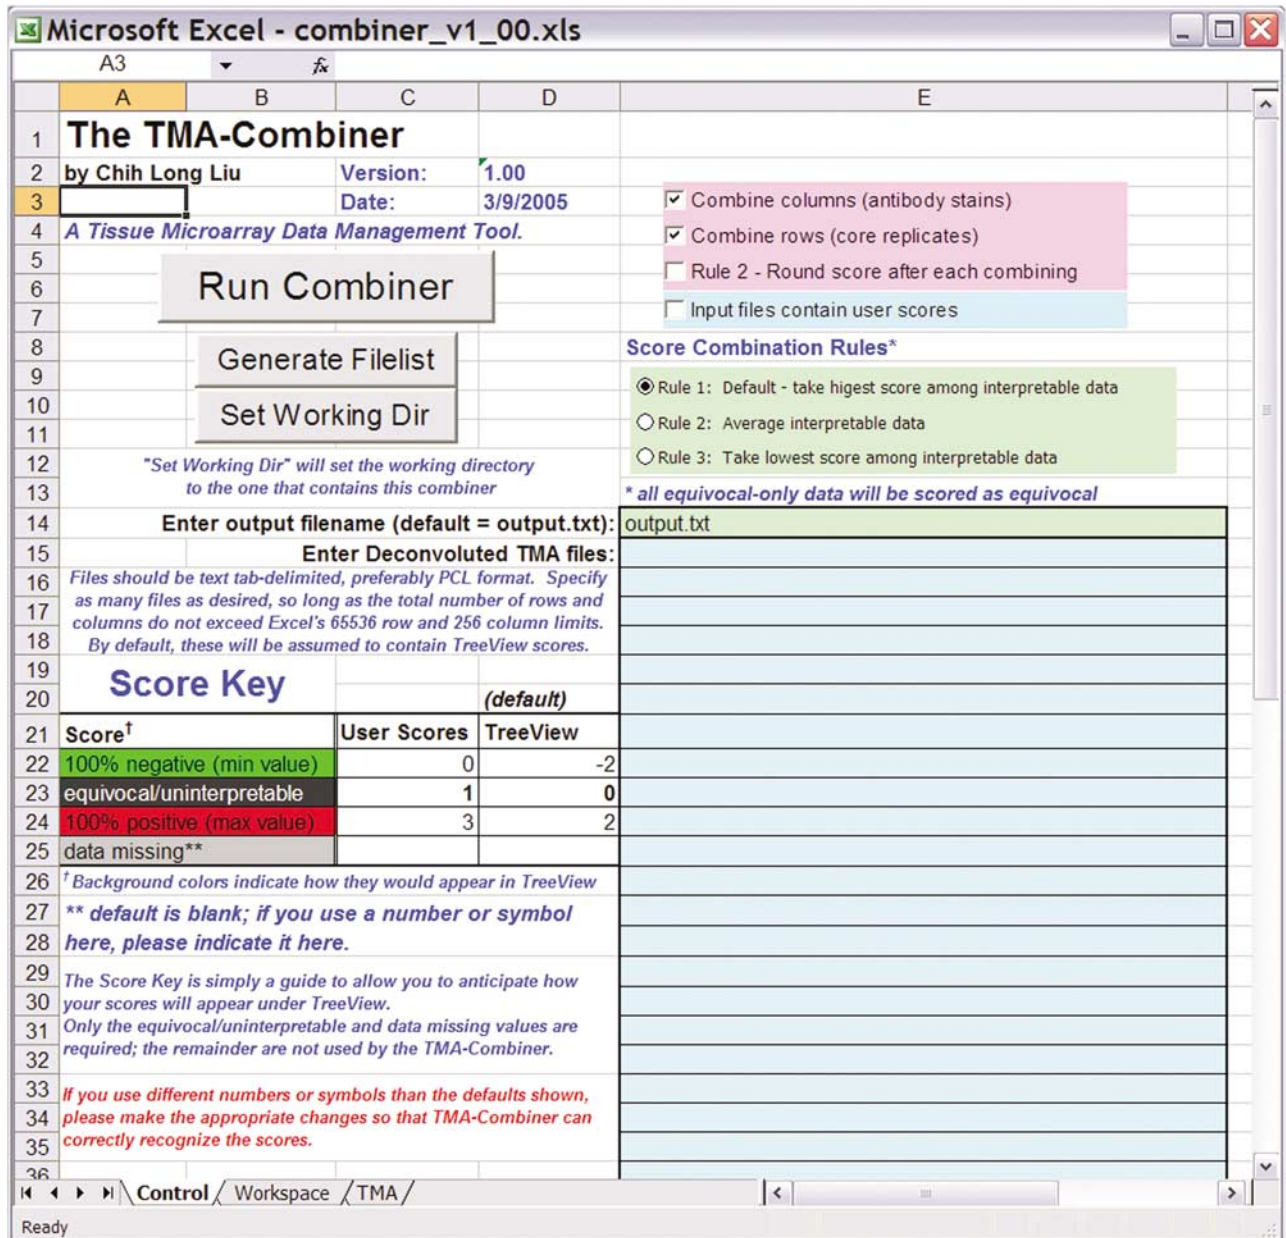 Microsoft Excel - combiner_v1_00.xls
A3 fx
A B C D E
1 The TMA-Combiner
2 by Chih Long Liu Version: 1.00
3 Date: 3/9/2005
Combine columns (antibody stains)
4 A Tissue Microarray Data Management Tool.
Combine rows (core replicates)
5
Run Combiner
6
Rule 2 - Round score after each combining
7
Input files contain user scores
8
Generate Filelist
Score Combination Rules*
9
Rule 1: Default - take higest score among interpretable data
10
Set Working Dir
Rule 2: Average interpretable data
11
12 "Set Working Dir" will set the working directory
Rule 3: Take lowest score among interpretable data
13 to the one that contains this combiner
* all equivocal-only data will be scored as equivocal
14 Enter output filename (default = output.txt): output.txt
15 Enter Deconvoluted TMA files:
16 Files should be text tab-delimited, preferably PCL format. Specify
17 as many files as desired, so long as the total number of rows and
columns do not exceed Excel's 65536 row and 256 column limits.
18 By default, these will be assumed to contain TreeView scores.
19 Score Key
20 (default)
21 Score† User Scores TreeView
22 100% negative (min value) 0 -2
23 equivocal/uninterpretable 1 0
24 100% positive (max value) 3 2
25 data missing**
26 † Background colors indicate how they would appear in TreeView
27 ** default is blank; if you use a number or symbol
28 here, please indicate it here.
29 The Score Key is simply a guide to allow you to anticipate how
30 your scores will appear under TreeView.
31 Only the equivocal/uninterpretable and data missing values are
32 required; the remainder are not used by the TMA-Combiner.
33 If you use different numbers or symbols than the defaults shown,
34 please make the appropriate changes so that TMA-Combiner can
35 correctly recognize the scores.
36
Control Workspace TMA
Ready